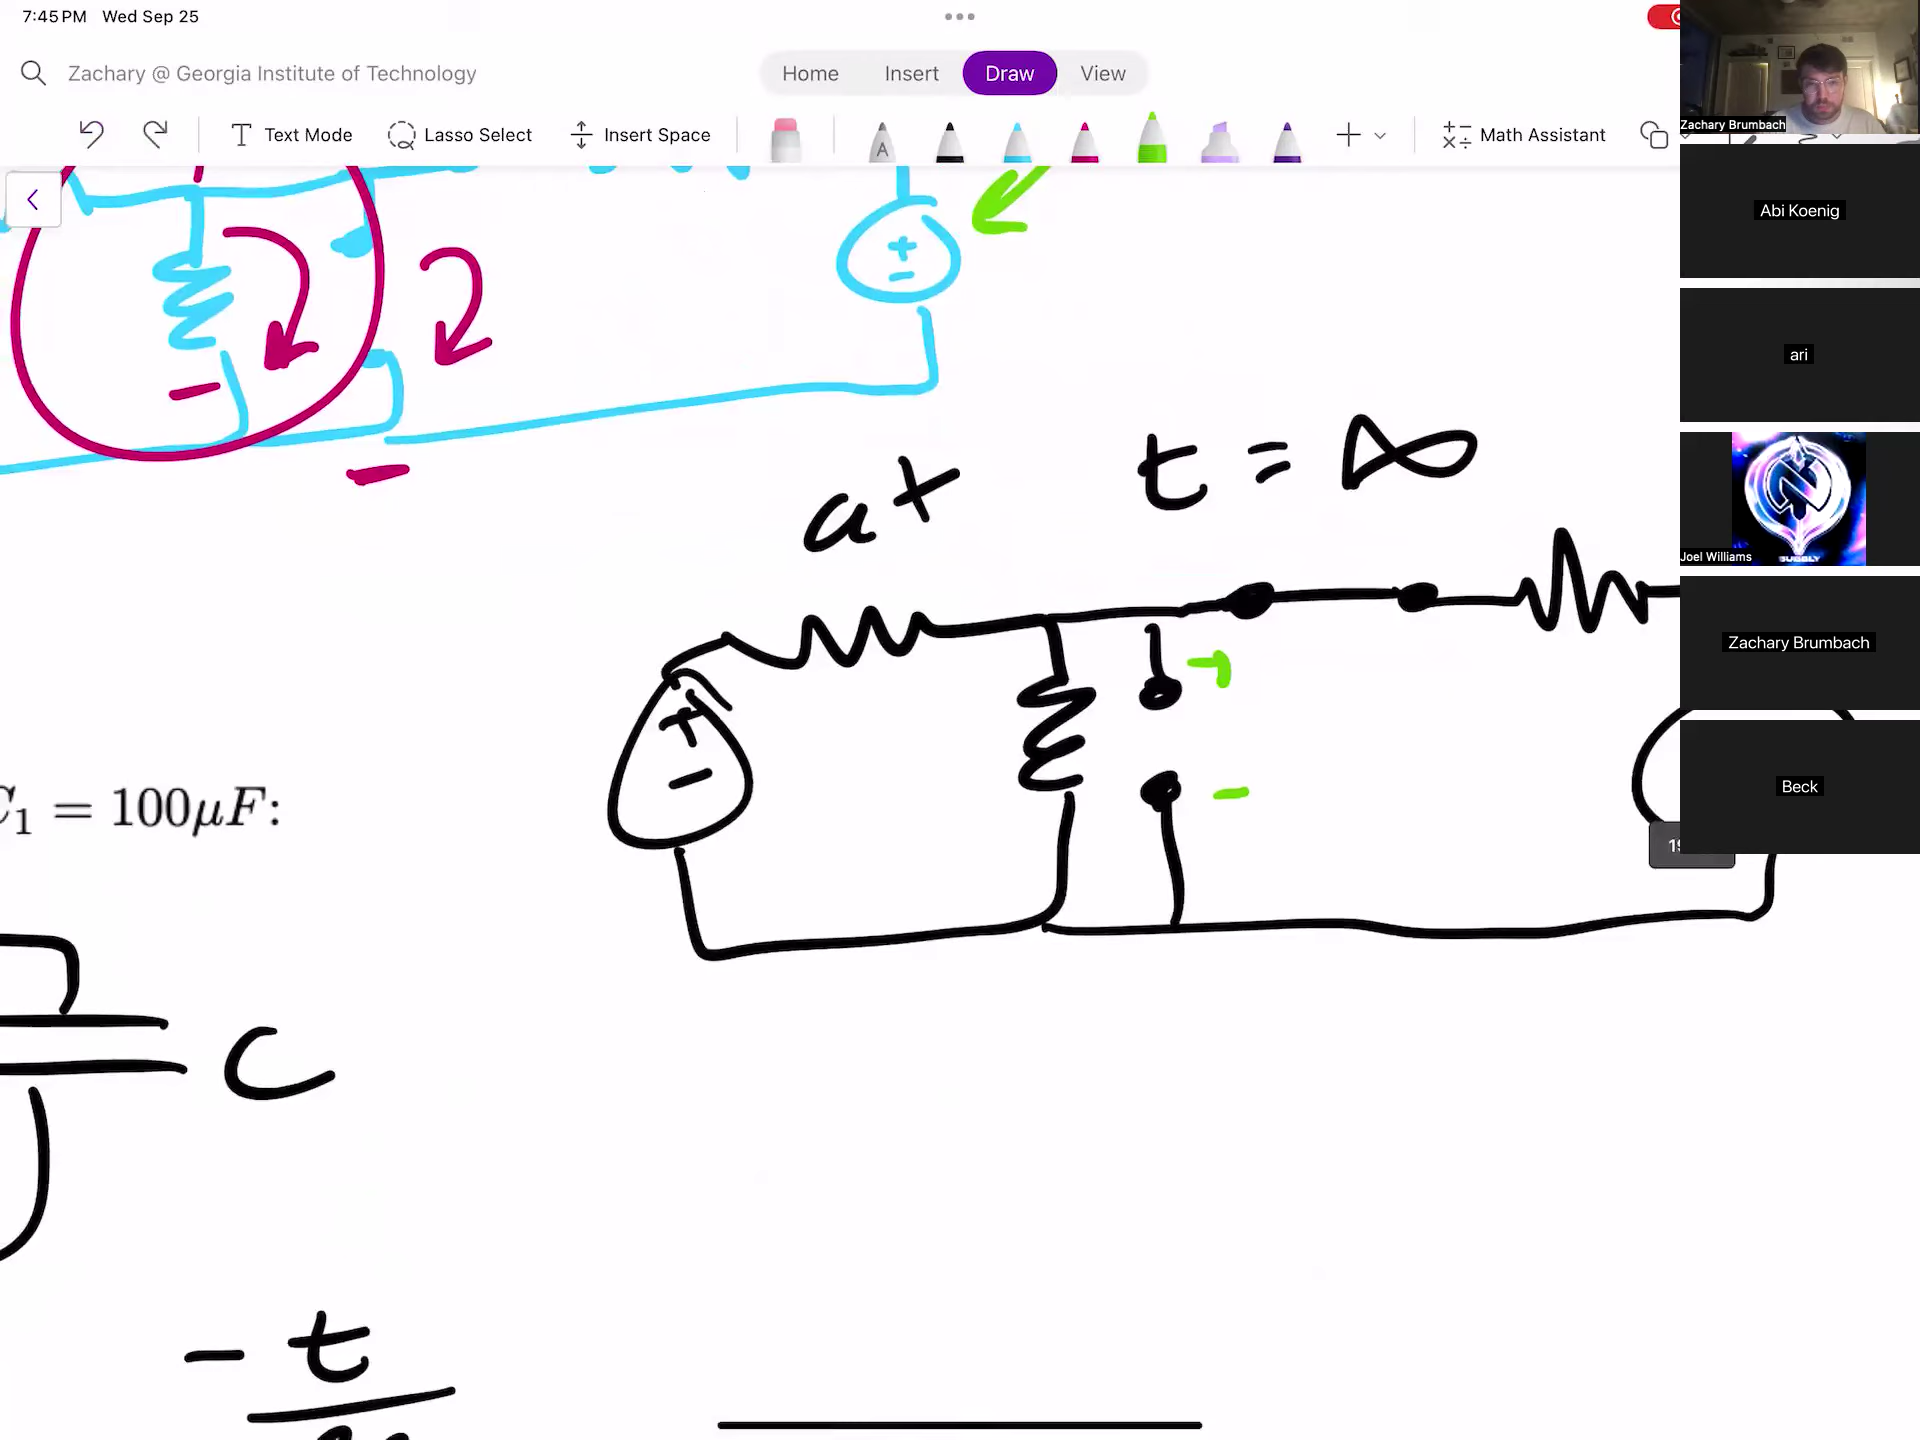 7:45 PM Wed Sep 25
Zachary @ Georgia Institute of Technology
Home Insert Draw View
Text Mode Lasso Select Insert Space A Math Assistant
Zachary Brumbach
Abi Koenig
ari
Joel Williams
Zachary Brumbach
Beck
+
-
-
-
at t = ∞
+
-
-
C₁ = 100μF:
C
- t